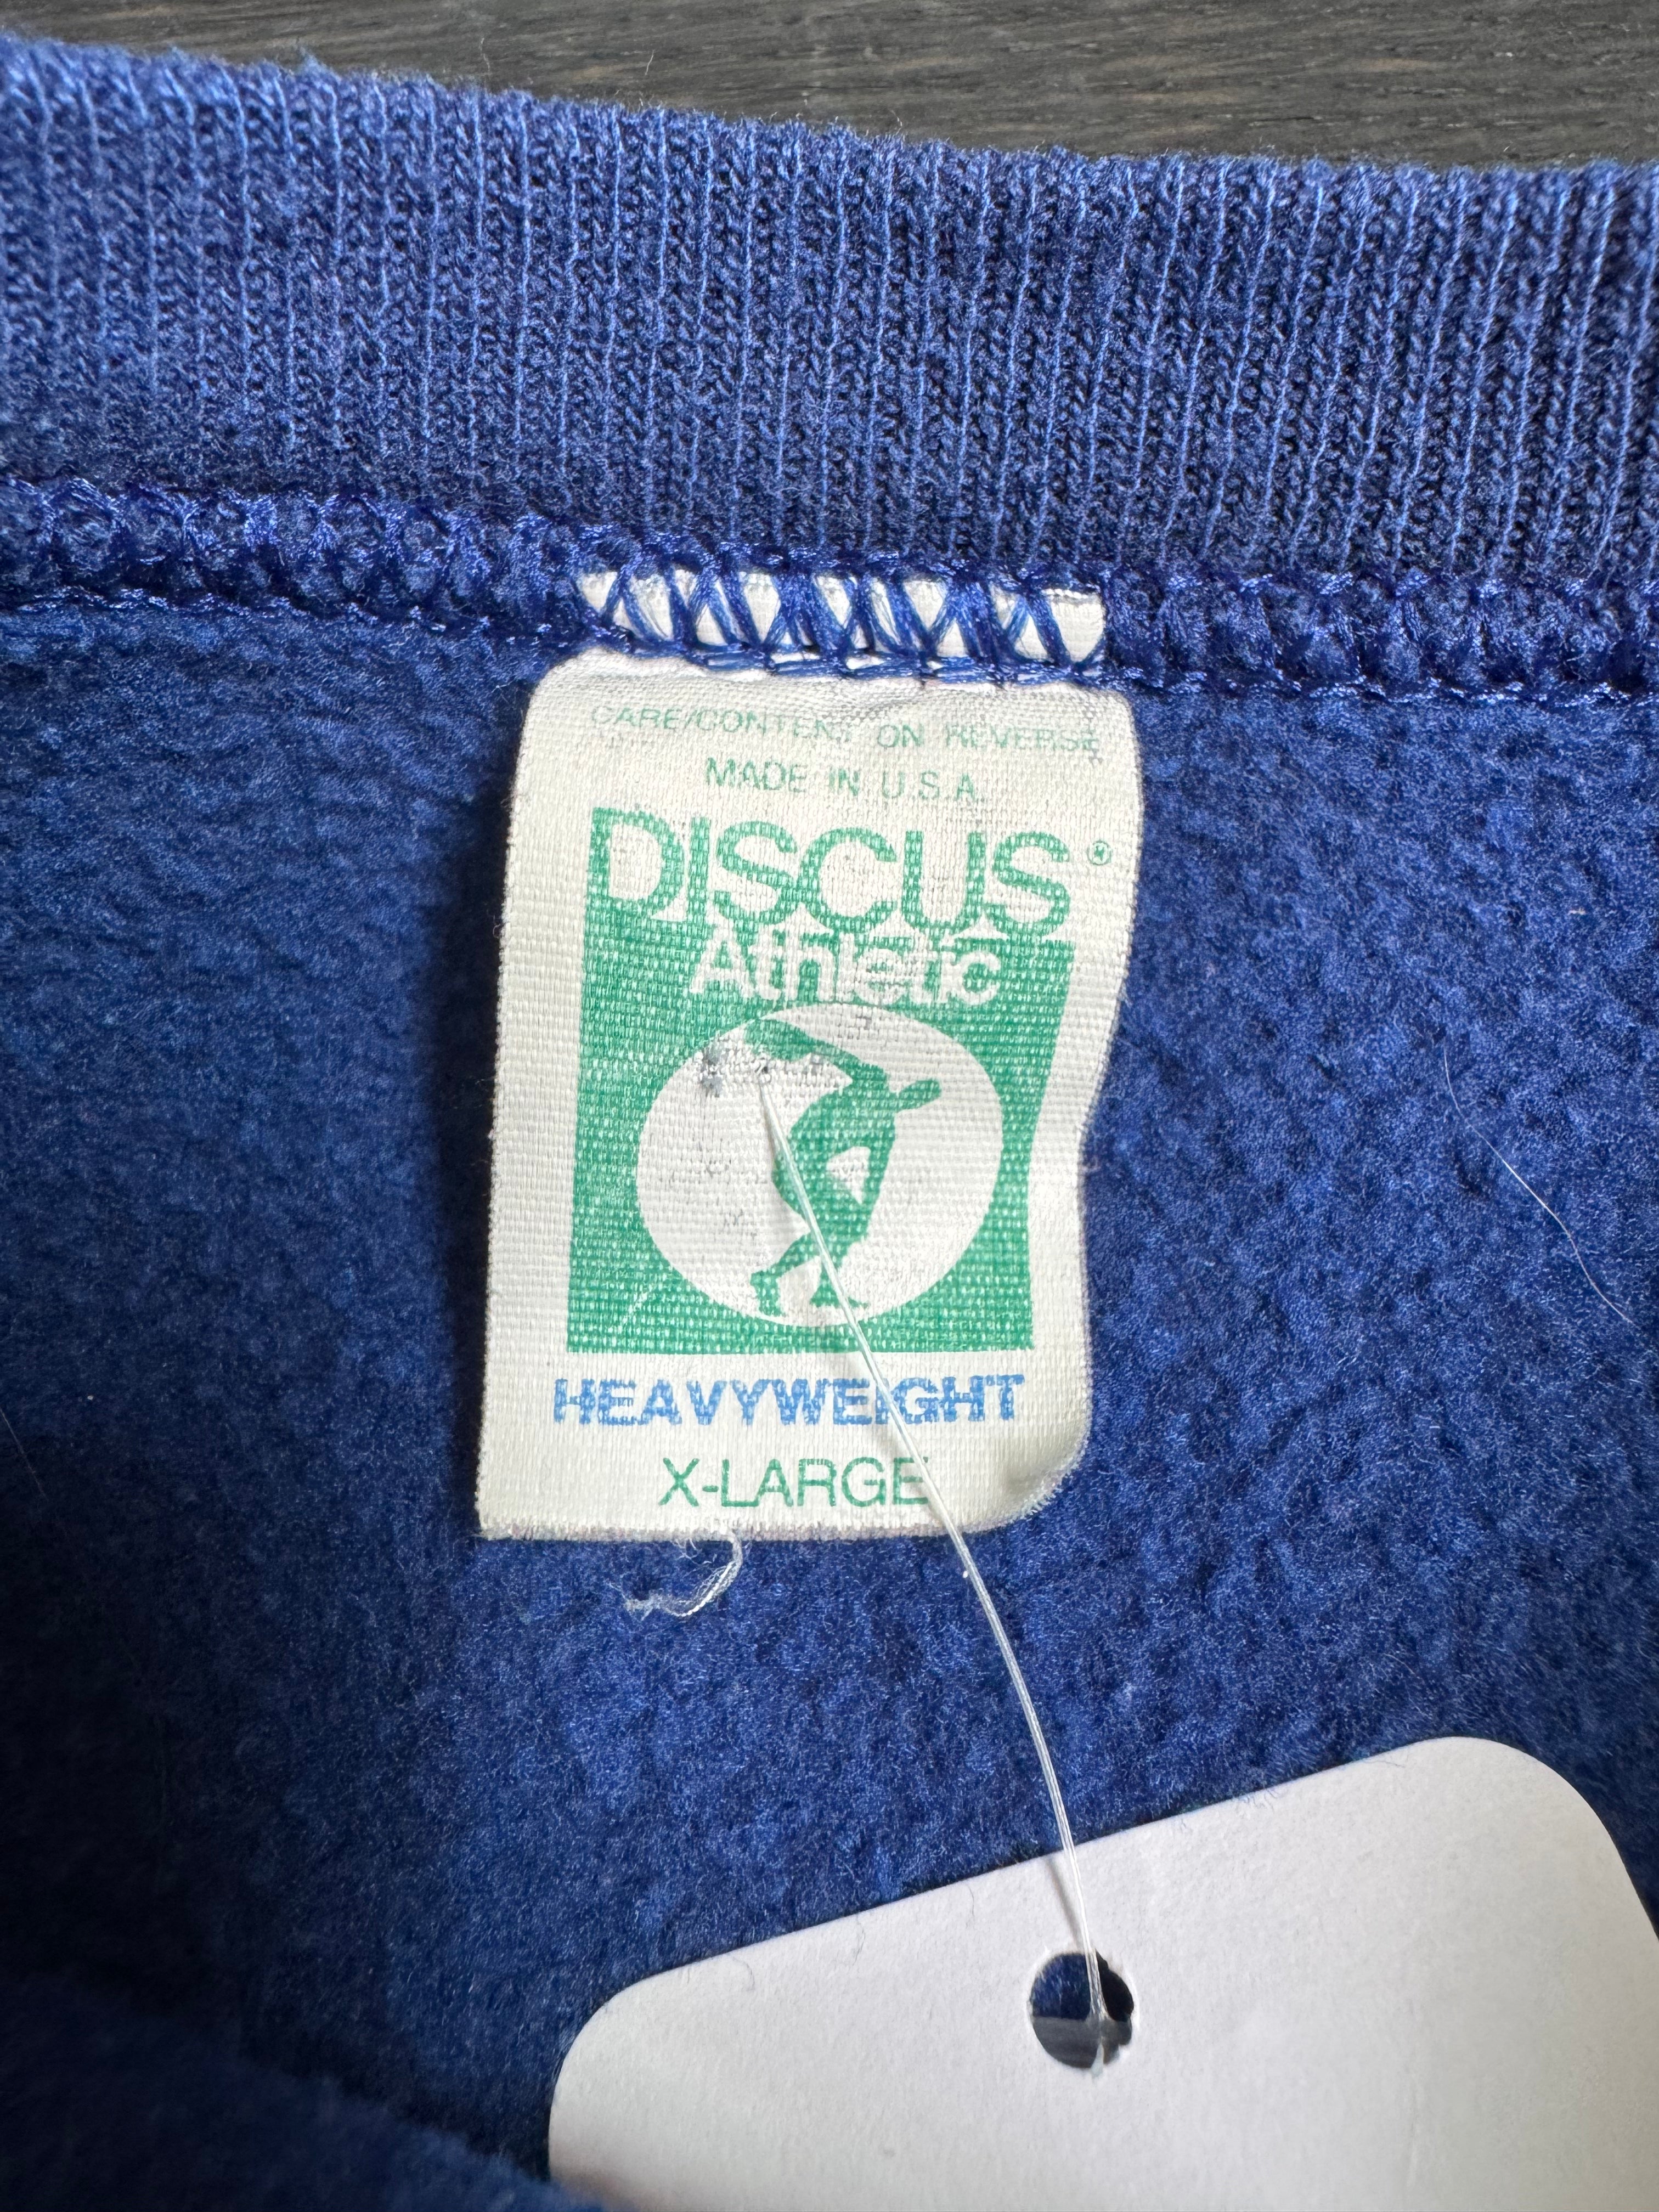 CARE/CONTENT ON REVERSE
MADE IN U.S.A.
DISCUS®
Athletic
HEAVYWEIGHT
X-LARGE